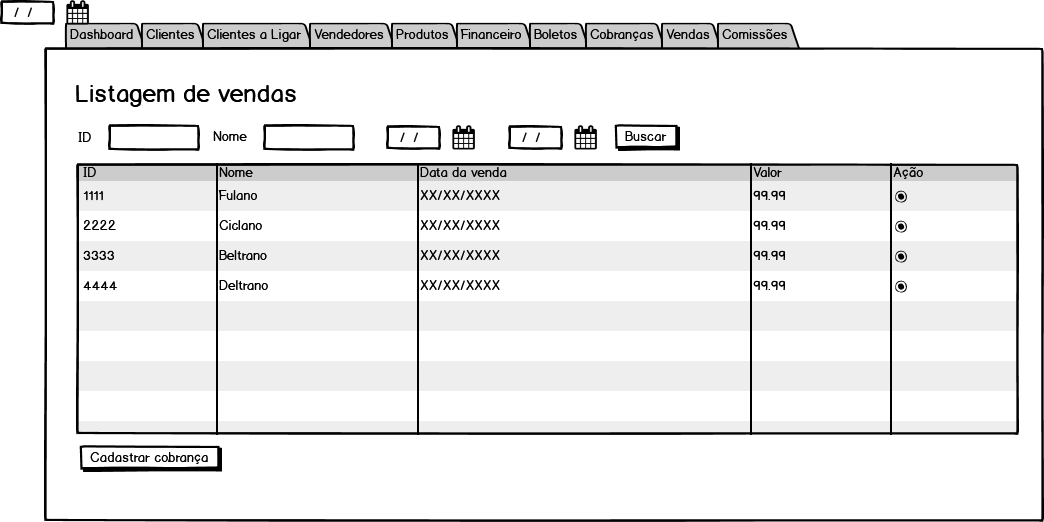 / /
Dashboard Clientes Clientes a Ligar Vendedores Produtos Financeiro Boletos Cobranças Vendas Comissões
Listagem de vendas
ID Nome / / / / Buscar
ID Nome Data da venda Valor Ação
1111 Fulano XX/XX/XXXX 99.99
2222 Ciclano XX/XX/XXXX 99.99
3333 Beltrano XX/XX/XXXX 99.99
4444 Deltrano XX/XX/XXXX 99.99
Cadastrar cobrança